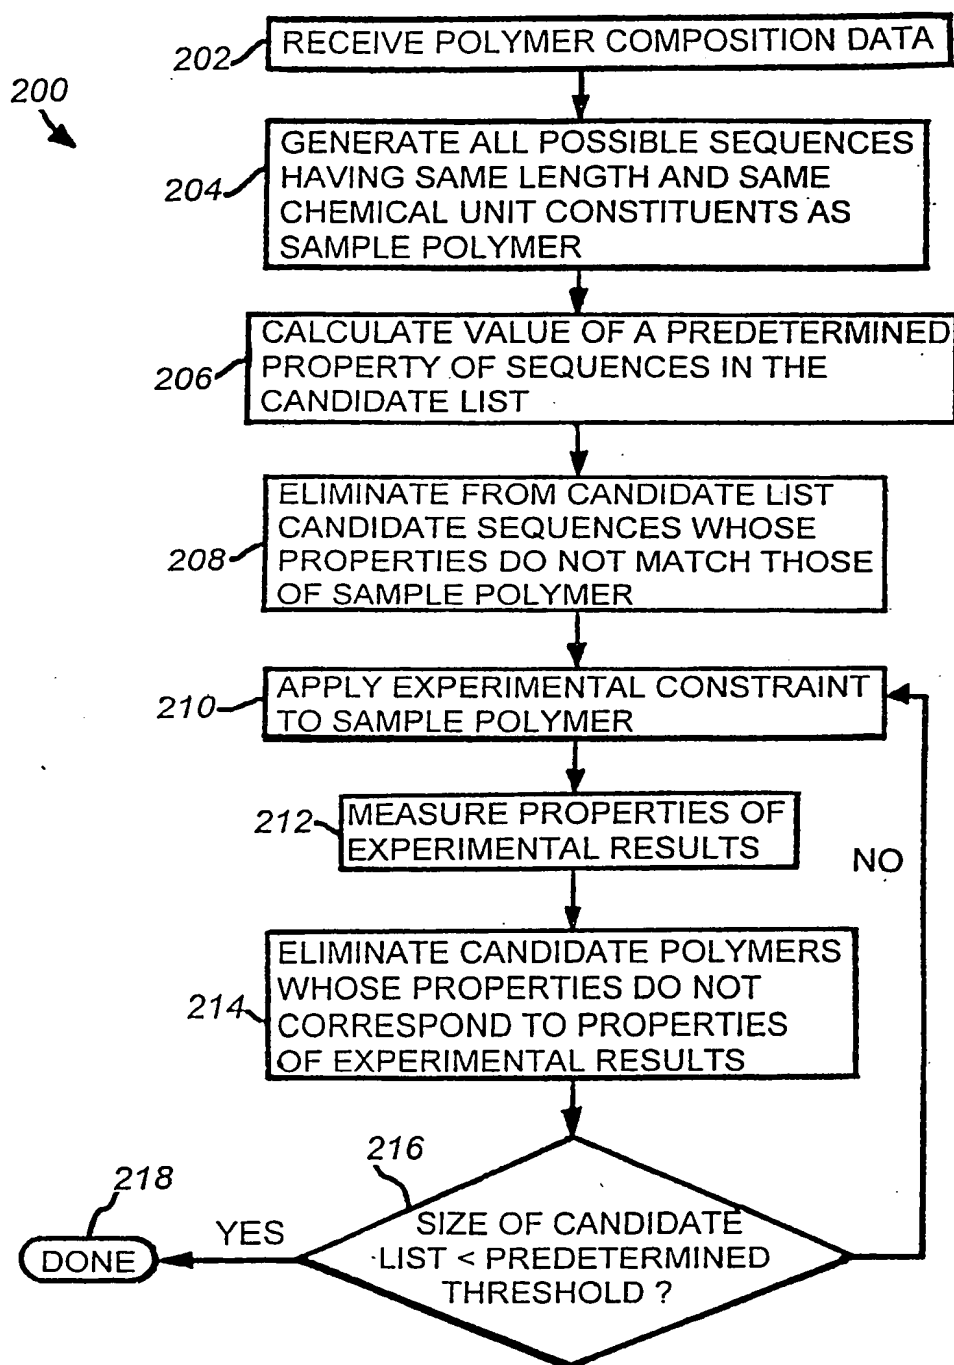 202
RECEIVE POLYMER COMPOSITION DATA
200
204
GENERATE ALL POSSIBLE SEQUENCES
HAVING SAME LENGTH AND SAME
CHEMICAL UNIT CONSTITUENTS AS
SAMPLE POLYMER
206
CALCULATE VALUE OF A PREDETERMINED
PROPERTY OF SEQUENCES IN THE
CANDIDATE LIST
208
ELIMINATE FROM CANDIDATE LIST
CANDIDATE SEQUENCES WHOSE
PROPERTIES DO NOT MATCH THOSE
OF SAMPLE POLYMER
210
APPLY EXPERIMENTAL CONSTRAINT
TO SAMPLE POLYMER
212
MEASURE PROPERTIES OF
EXPERIMENTAL RESULTS
NO
214
ELIMINATE CANDIDATE POLYMERS
WHOSE PROPERTIES DO NOT
CORRESPOND TO PROPERTIES
OF EXPERIMENTAL RESULTS
216
SIZE OF CANDIDATE
LIST < PREDETERMINED
THRESHOLD ?
YES
218
DONE